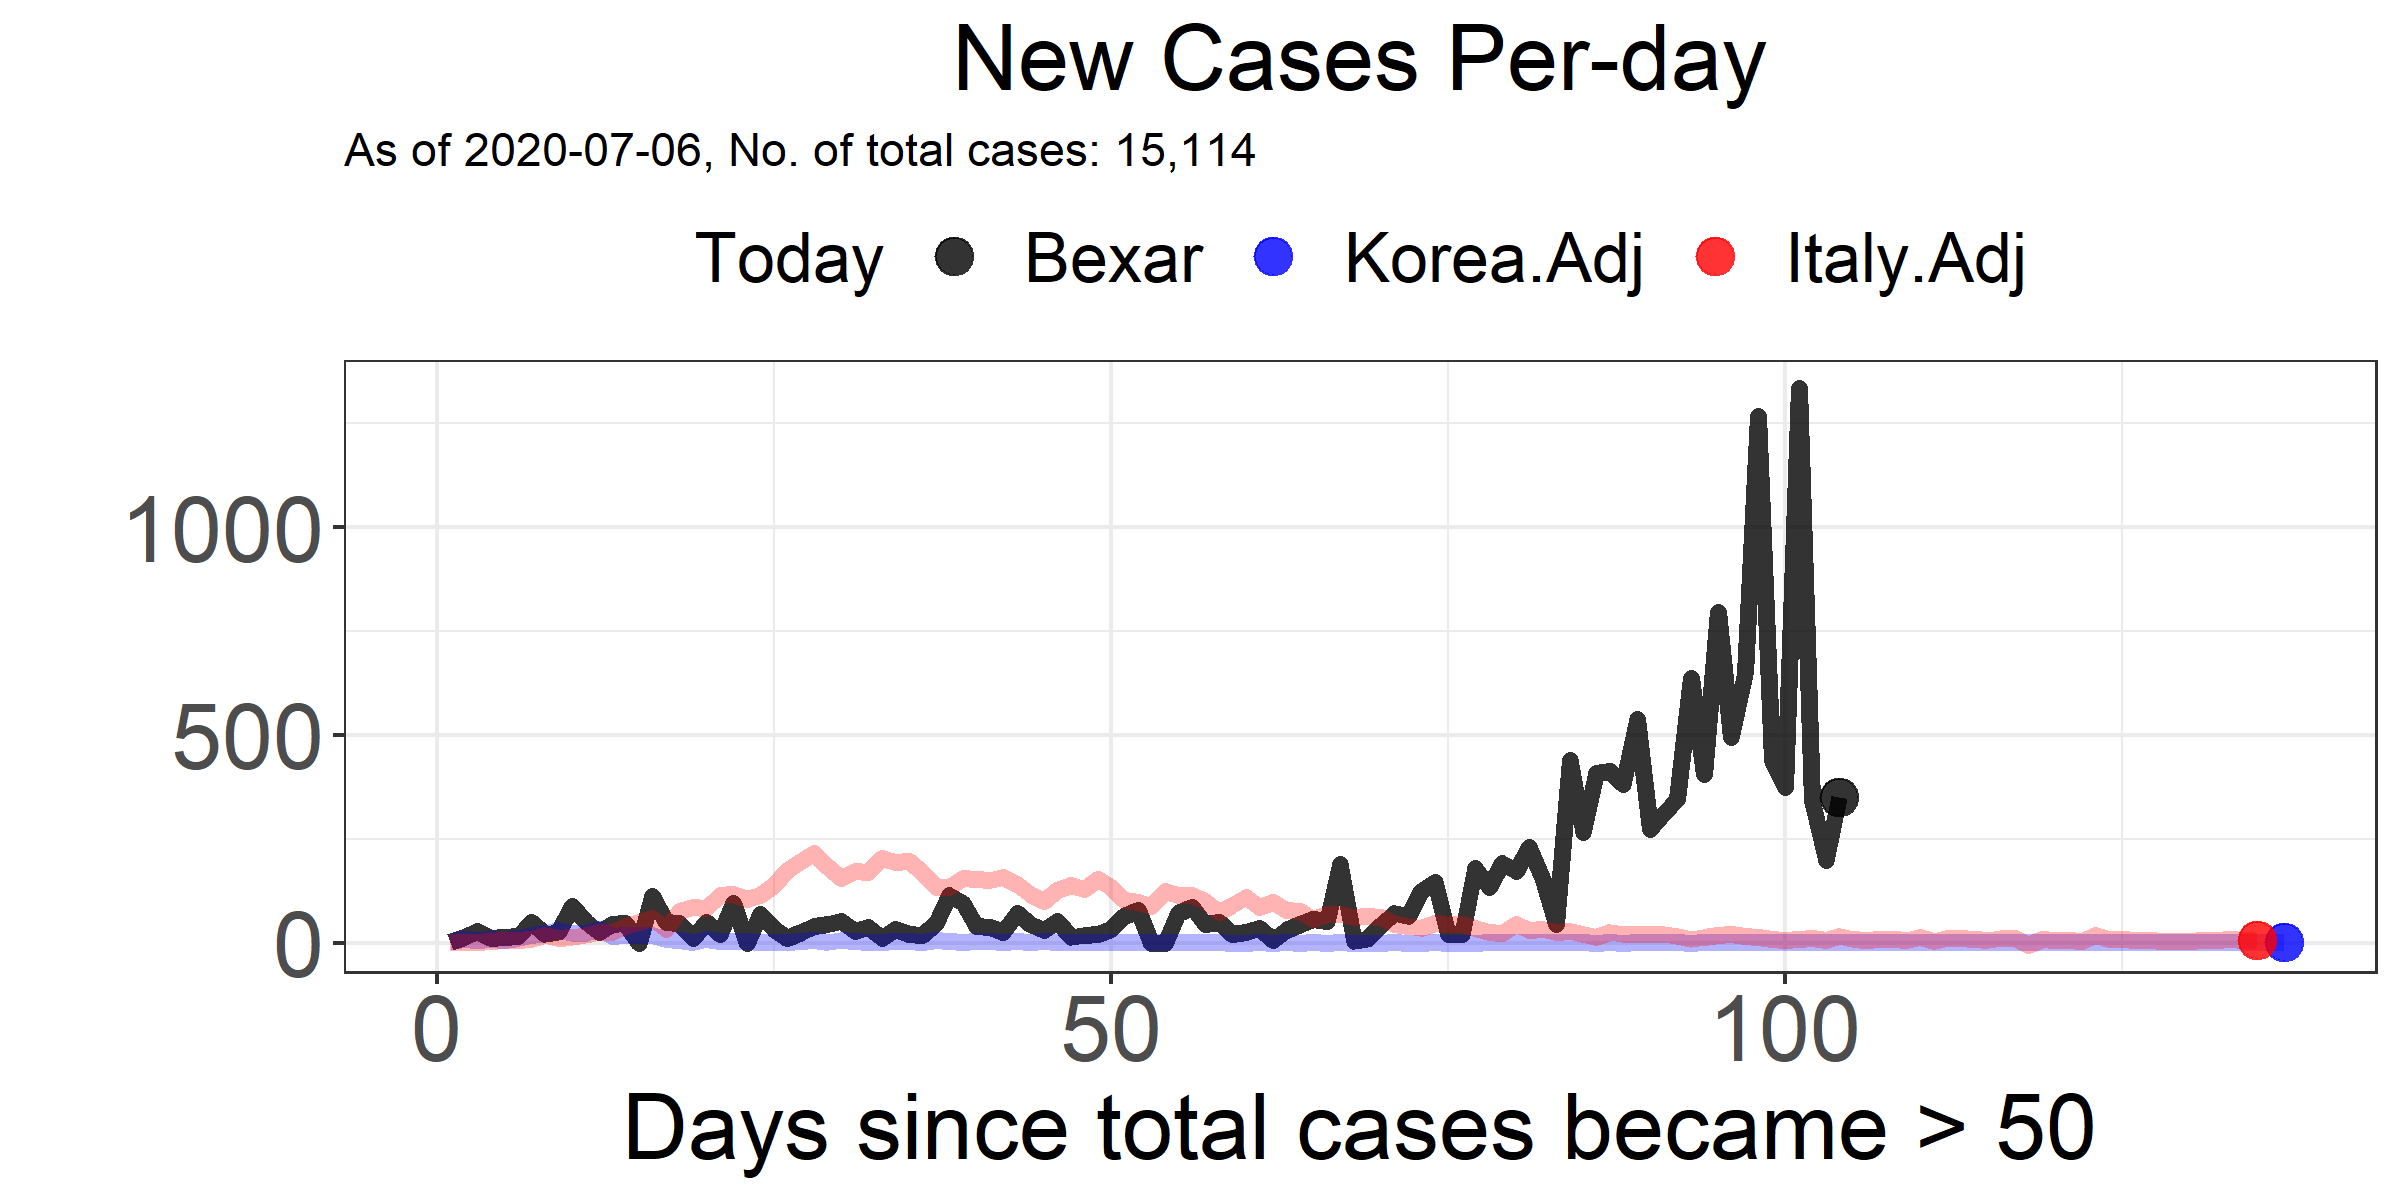 New Cases Per-day
As of 2020-07-06, No. of total cases: 15,114
Today Bexar Korea.Adj Italy.Adj
1000
500
0
0 50 100
Days since total cases became > 50